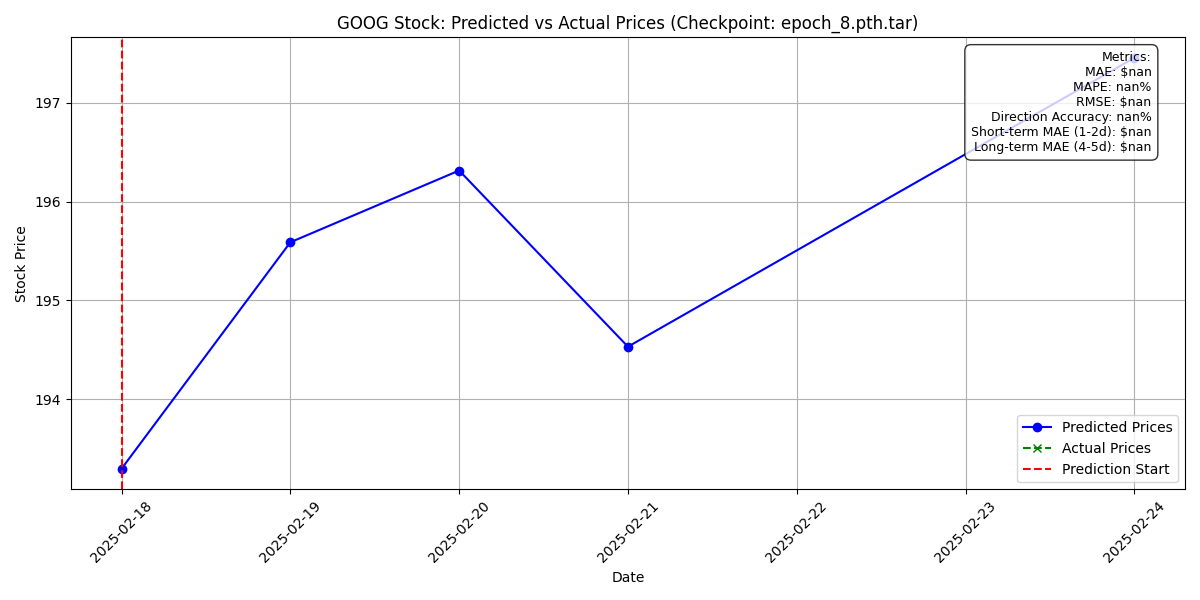 GOOG Stock: Predicted vs Actual Prices (Checkpoint: epoch_8.pth.tar)
Metrics:
MAE: $nan
MAPE: nan%
RMSE: $nan
Direction Accuracy: nan%
Short-term MAE (1-2d): $nan
Long-term MAE (4-5d): $nan
197
196
195
194
Stock Price
Predicted Prices
Actual Prices
Prediction Start
2025-02-18
2025-02-19
2025-02-20
2025-02-21
2025-02-22
2025-02-23
2025-02-24
Date